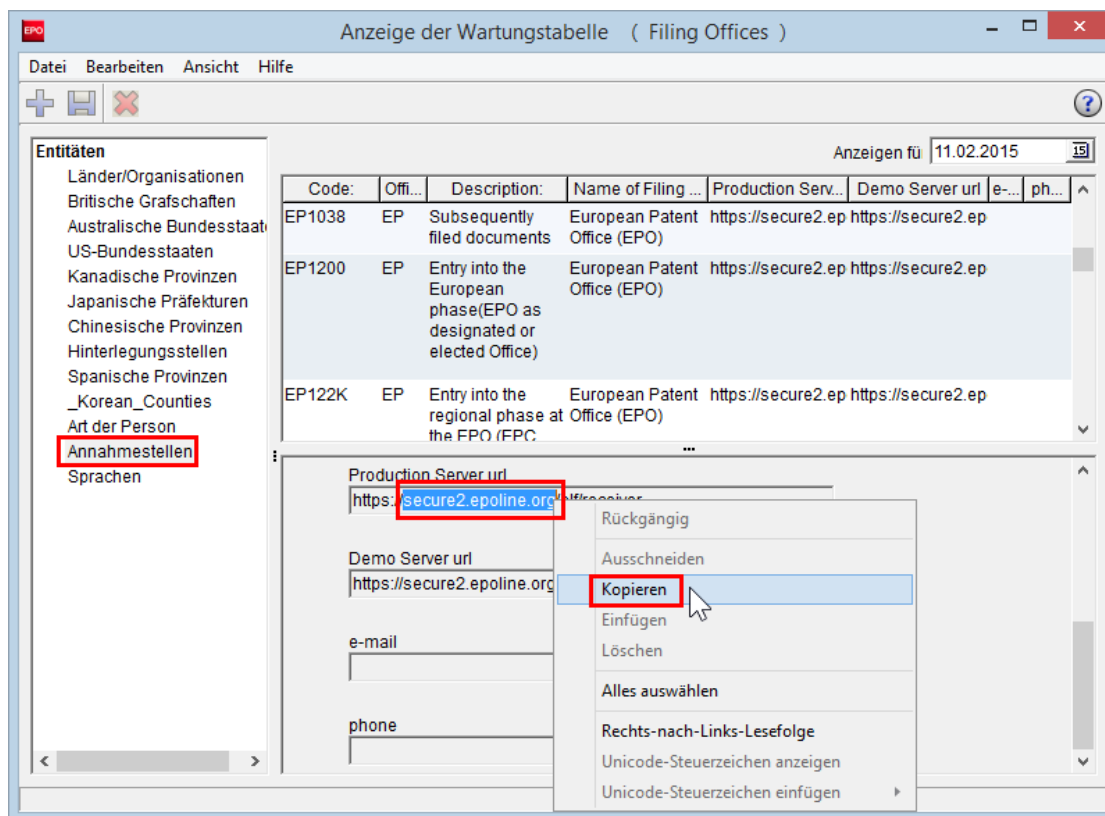 EPO
Anzeige der Wartungstabelle ( Filing Offices )
Datei Bearbeiten Ansicht Hilfe
Entitäten
Länder/Organisationen
Britische Grafschaften
Australische Bundesstaat
US-Bundesstaaten
Kanadische Provinzen
Japanische Präfekturen
Chinesische Provinzen
Hinterlegungsstellen
Spanische Provinzen
_Korean_Counties
Art der Person
Annahmestellen
Sprachen
Anzeigen fü 11.02.2015 15
Code: Offi... Description: Name of Filing ... Production Serv... Demo Server url e-... ph...
EP1038 EP Subsequently European Patent https://secure2.ep https://secure2.ep
filed documents Office (EPO)
EP1200 EP Entry into the European Patent https://secure2.ep https://secure2.ep
European Office (EPO)
phase(EPO as
designated or
elected Office)
EP122K EP Entry into the European Patent https://secure2.ep https://secure2.ep
regional phase at Office (EPO)
the EPO (EPC
Production Server url
https://secure2.epoline.org
Demo Server url
https://secure2.epoline.org
e-mail
phone
Rückgängig
Ausschneiden
Kopieren
Einfügen
Löschen
Alles auswählen
Rechts-nach-Links-Lesefolge
Unicode-Steuerzeichen anzeigen
Unicode-Steuerzeichen einfügen